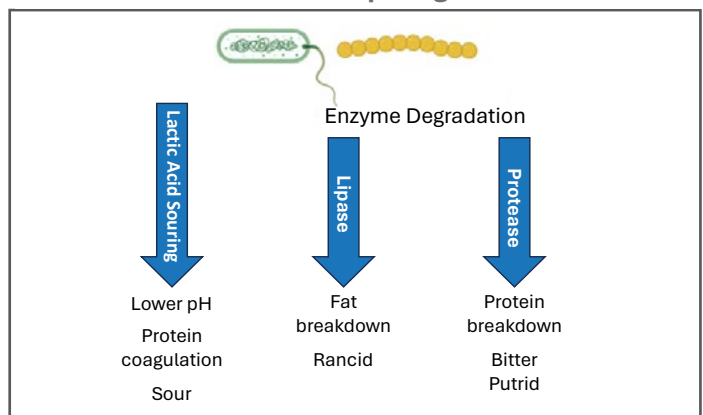 Enzyme Degradation
Lactic Acid Souring
Lipase
Protease
Lower pH
Protein
coagulation
Sour
Fat
breakdown
Rancid
Protein
breakdown
Bitter
Putrid